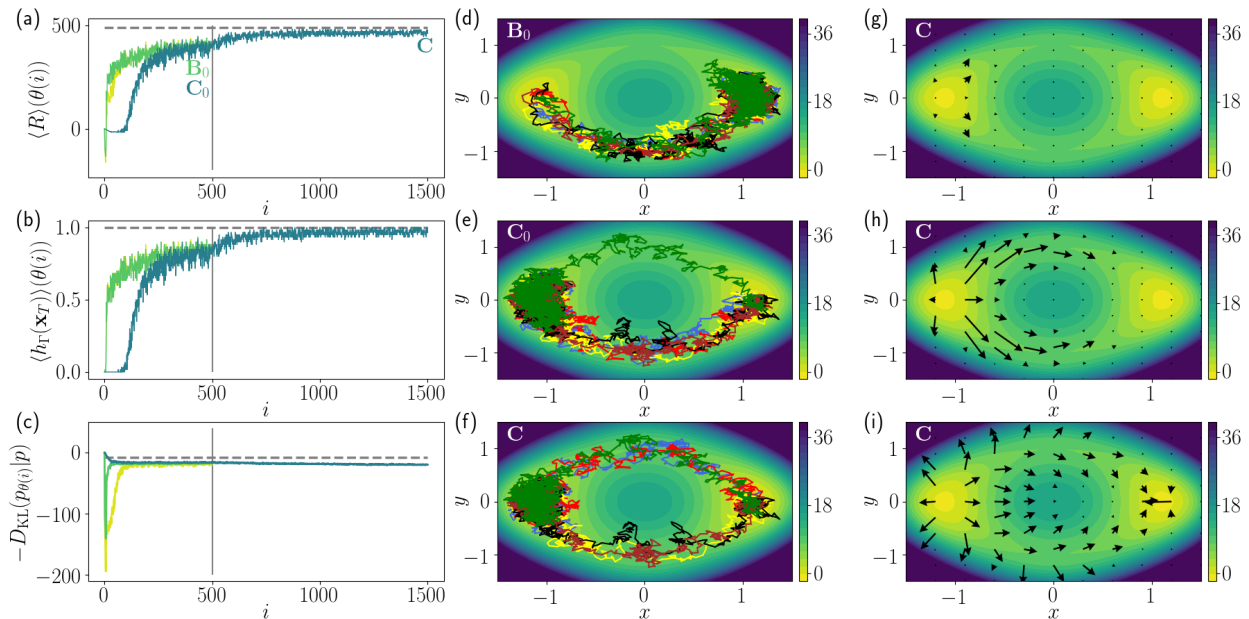 (a)
⟨R⟩(θ(i))
500
0
B₀
C₀
C
0
500
1000
1500
i
(b)
⟨h_Γ(x_T)⟩(θ(i))
1.0
0.5
0.0
0
500
1000
1500
i
(c)
−D_KL(p_θ(i)|p)
0
−100
−200
0
500
1000
1500
i
(d)
B₀
y
1
0
−1
−1
0
1
x
36
18
0
(e)
C₀
y
1
0
−1
−1
0
1
x
36
18
0
(f)
C
y
1
0
−1
−1
0
1
x
36
18
0
(g)
C
y
1
0
−1
−1
0
1
x
36
18
0
(h)
C
y
1
0
−1
−1
0
1
x
36
18
0
(i)
C
y
1
0
−1
−1
0
1
x
36
18
0